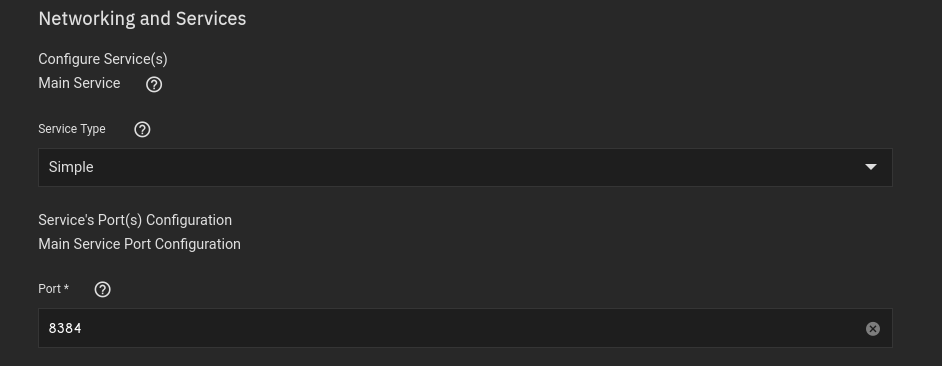 Networking and Services
Configure Service(s)
Main Service
Service Type
Simple
Service's Port(s) Configuration
Main Service Port Configuration
Port *
8384